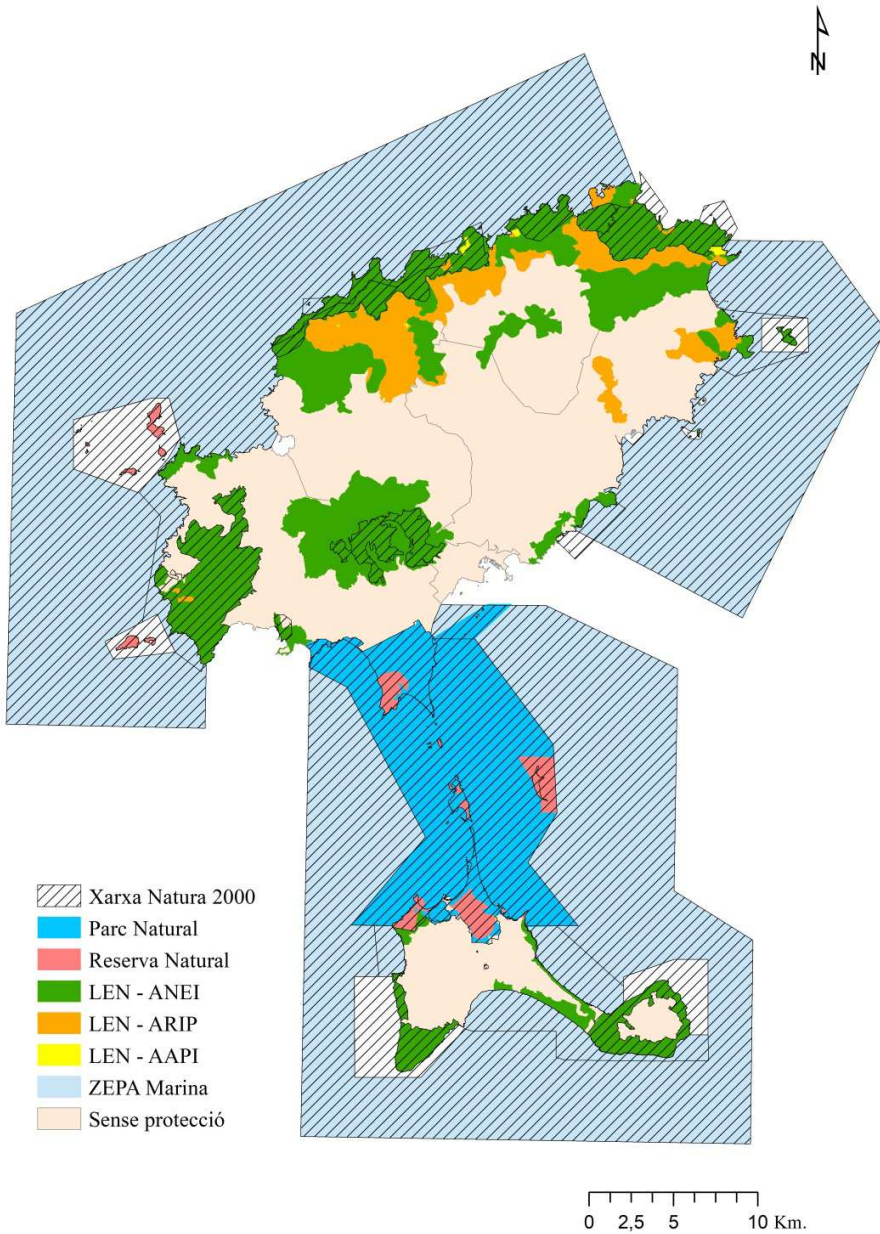 N
Xarxa Natura 2000
Parc Natural
Reserva Natural
LEN - ANEI
LEN - ARIP
LEN - AAPI
ZEPA Marina
Sense protecció
0 2,5 5 10 Km.